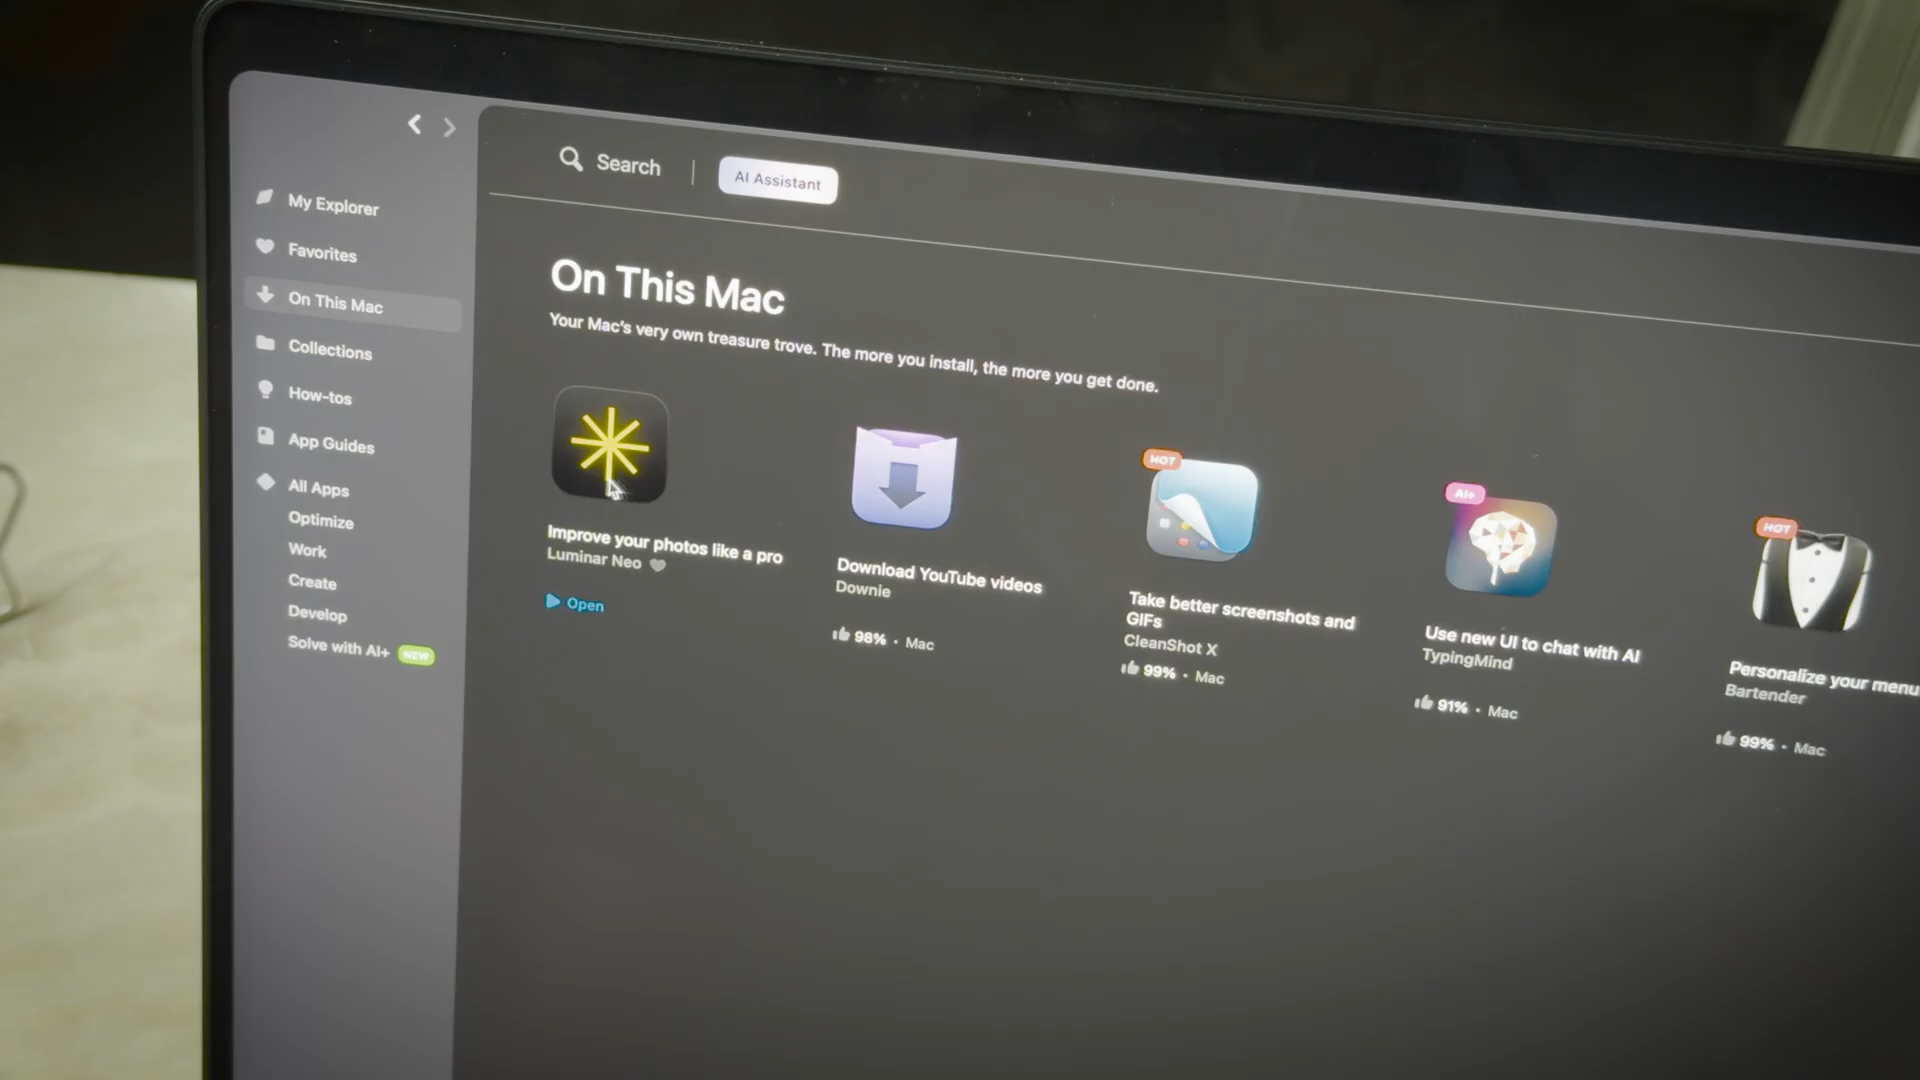 My Explorer
Favorites
On This Mac
Collections
How-tos
App Guides
All Apps
Optimize
Work
Create
Develop
Solve with AI+ NEW
Search
AI Assistant
On This Mac
Your Mac's very own treasure trove. The more you install, the more you get done.
Improve your photos like a pro
Luminar Neo
Open
Download YouTube videos
Downie
98% · Mac
HOT
Take better screenshots and
GIFs
CleanShot X
99% · Mac
AI+
Use new UI to chat with AI
TypingMind
91% · Mac
HOT
Personalize your menu
Bartender
99% · Mac